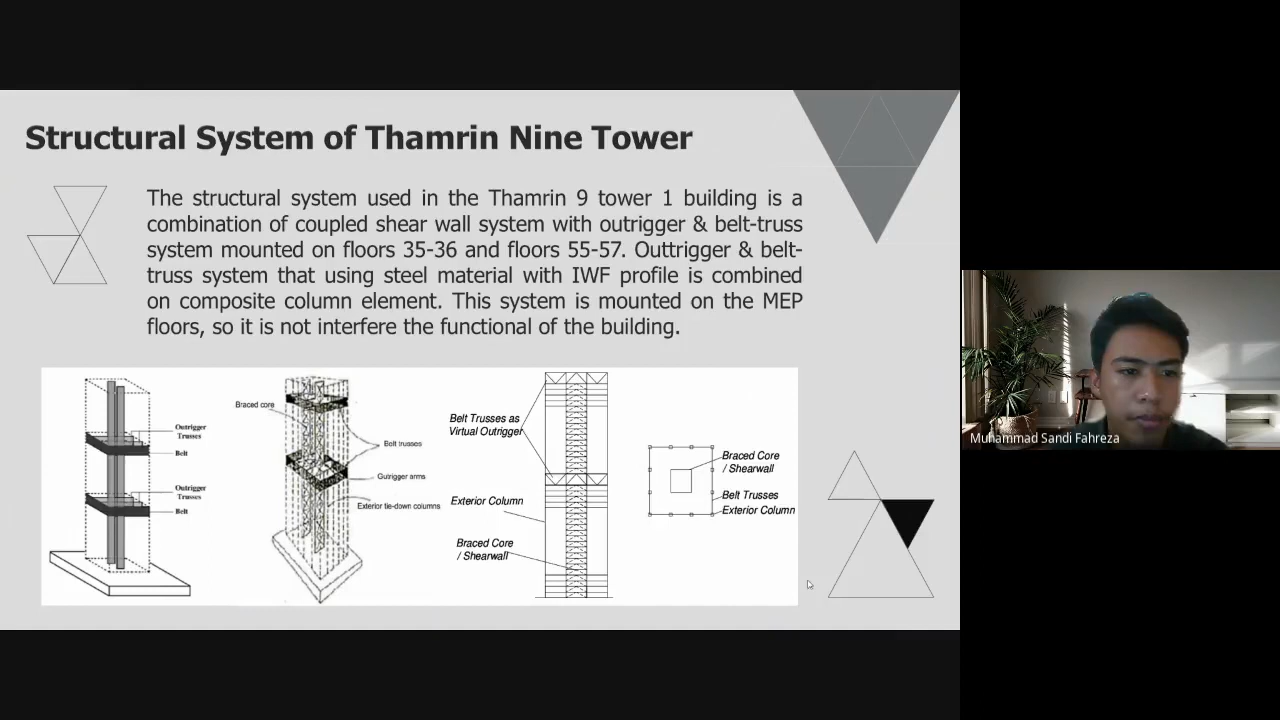 Structural System of Thamrin Nine Tower
The structural system used in the Thamrin 9 tower 1 building is a
combination of coupled shear wall system with outrigger & belt-truss
system mounted on floors 35-36 and floors 55-57. Outtrigger & belt-
truss system that using steel material with IWF profile is combined
on composite column element. This system is mounted on the MEP
floors, so it is not interfere the functional of the building.
Outrigger
Trusses
Belt
Outrigger
Trusses
Belt
Braced core
Belt trusses
Outrigger arms
Exterior tie-down columns
Belt Trusses as
Virtual Outrigger
Exterior Column
Braced Core
/ Shearwall
Braced Core
/ Shearwall
Belt Trusses
Exterior Column
Muhammad Sandi Fahreza